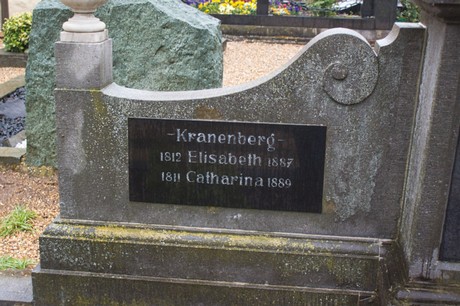 -Kranenberg-
1812 Elisabeth 1887
1811 Catharina 1889